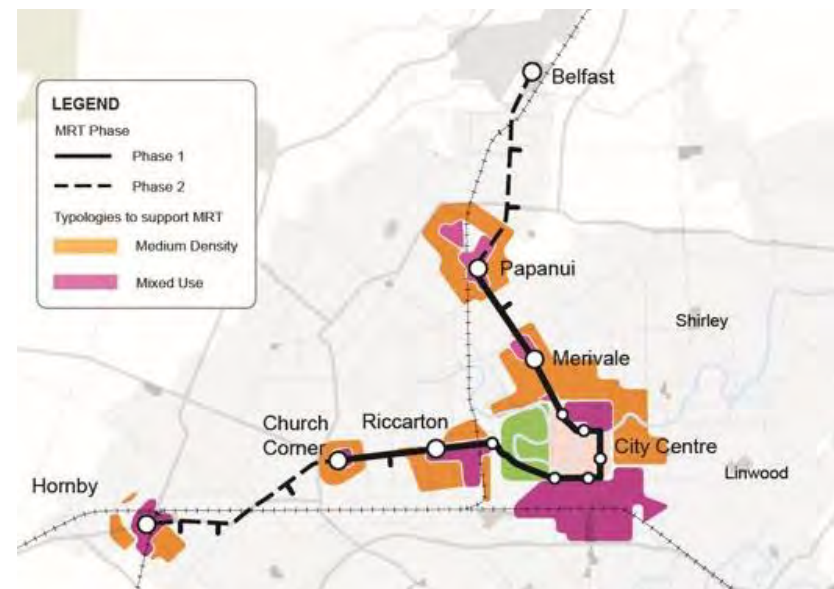 LEGEND
MRT Phase
Phase 1
Phase 2
Typologies to support MRT
Medium Density
Mixed Use
Belfast
Papanui
Shirley
Merivale
Church
Corner
Riccarton
City Centre
Linwood
Hornby